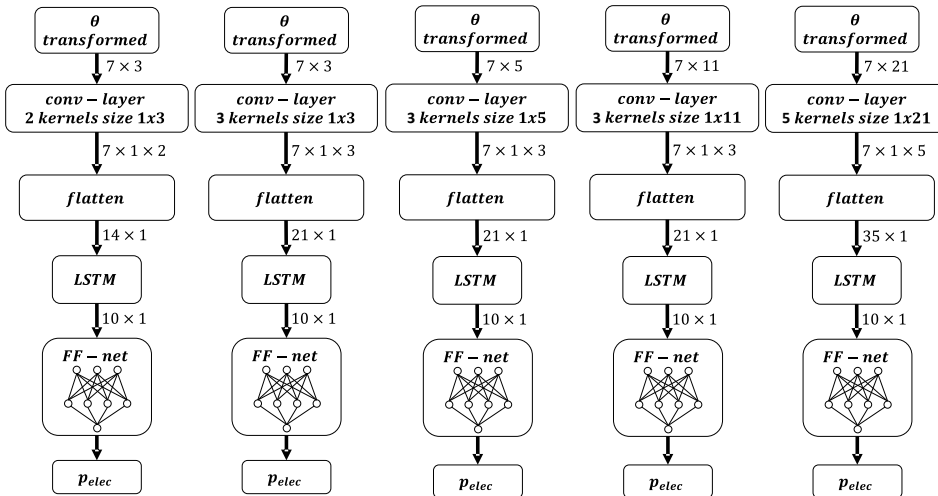 θ
transformed
7 × 3
conv − layer
2 kernels size 1x3
7 × 1 × 2
flatten
14 × 1
LSTM
10 × 1
FF − net
p_elec
θ
transformed
7 × 3
conv − layer
3 kernels size 1x3
7 × 1 × 3
flatten
21 × 1
LSTM
10 × 1
FF − net
p_elec
θ
transformed
7 × 5
conv − layer
3 kernels size 1x5
7 × 1 × 3
flatten
21 × 1
LSTM
10 × 1
FF − net
p_elec
θ
transformed
7 × 11
conv − layer
3 kernels size 1x11
7 × 1 × 3
flatten
21 × 1
LSTM
10 × 1
FF − net
p_elec
θ
transformed
7 × 21
conv − layer
5 kernels size 1x21
7 × 1 × 5
flatten
35 × 1
LSTM
10 × 1
FF − net
p_elec